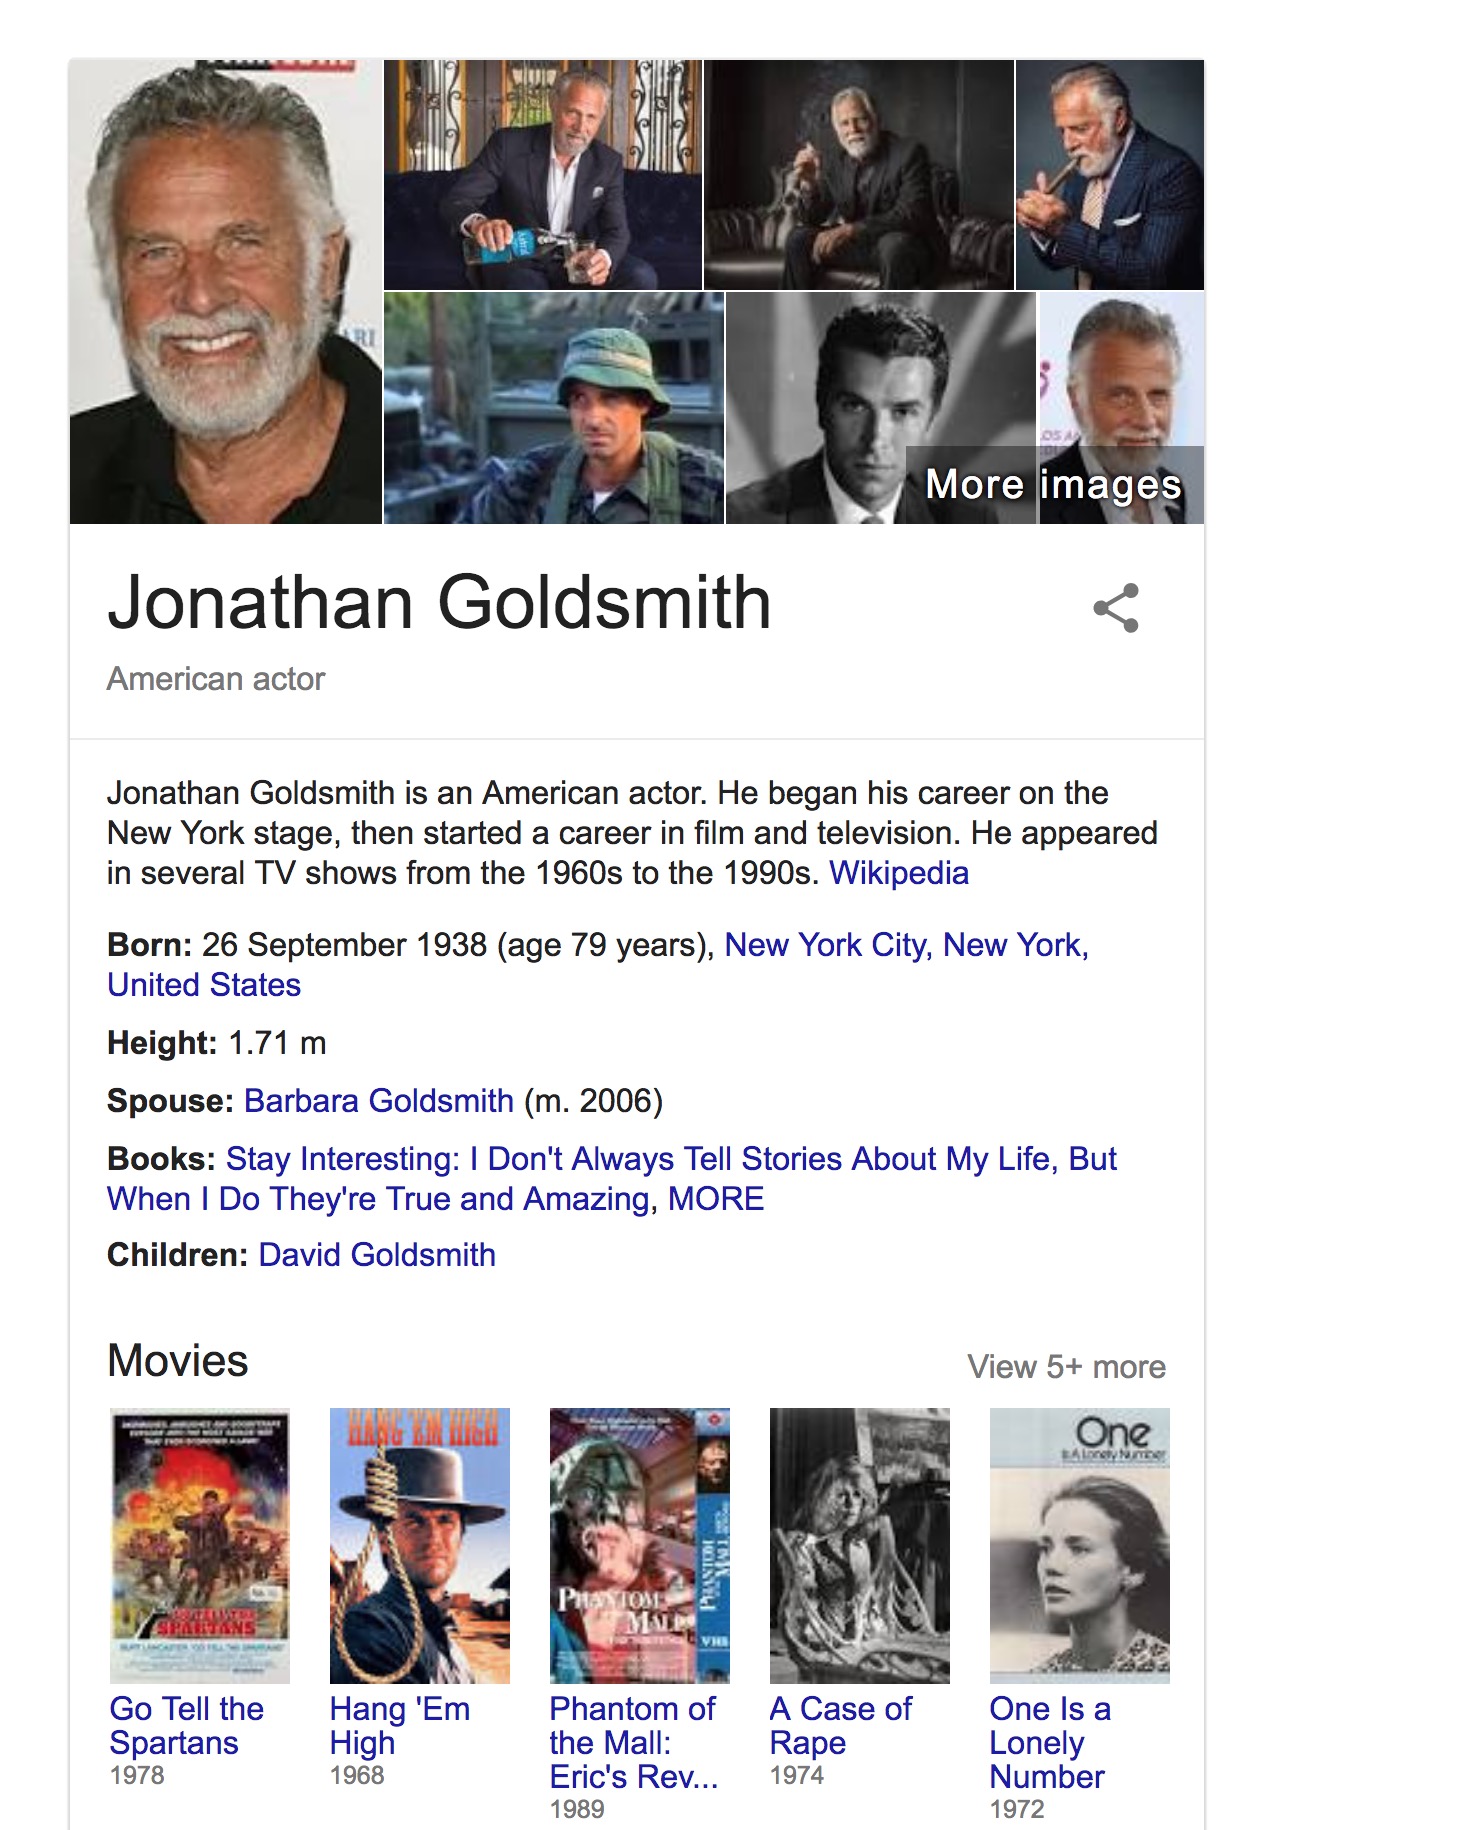 More images
Jonathan Goldsmith
American actor
Jonathan Goldsmith is an American actor. He began his career on the
New York stage, then started a career in film and television. He appeared
in several TV shows from the 1960s to the 1990s. Wikipedia
Born: 26 September 1938 (age 79 years), New York City, New York,
United States
Height: 1.71 m
Spouse: Barbara Goldsmith (m. 2006)
Books: Stay Interesting: I Don't Always Tell Stories About My Life, But
When I Do They're True and Amazing, MORE
Children: David Goldsmith
Movies
View 5+ more
HANG 'EM HIGH
PHANTOM
MALL
VHS
One
Is A Lonely Number
SPARTANS
Go Tell the
Spartans
1978
Hang 'Em
High
1968
Phantom of
the Mall:
Eric's Rev...
1989
A Case of
Rape
1974
One Is a
Lonely
Number
1972